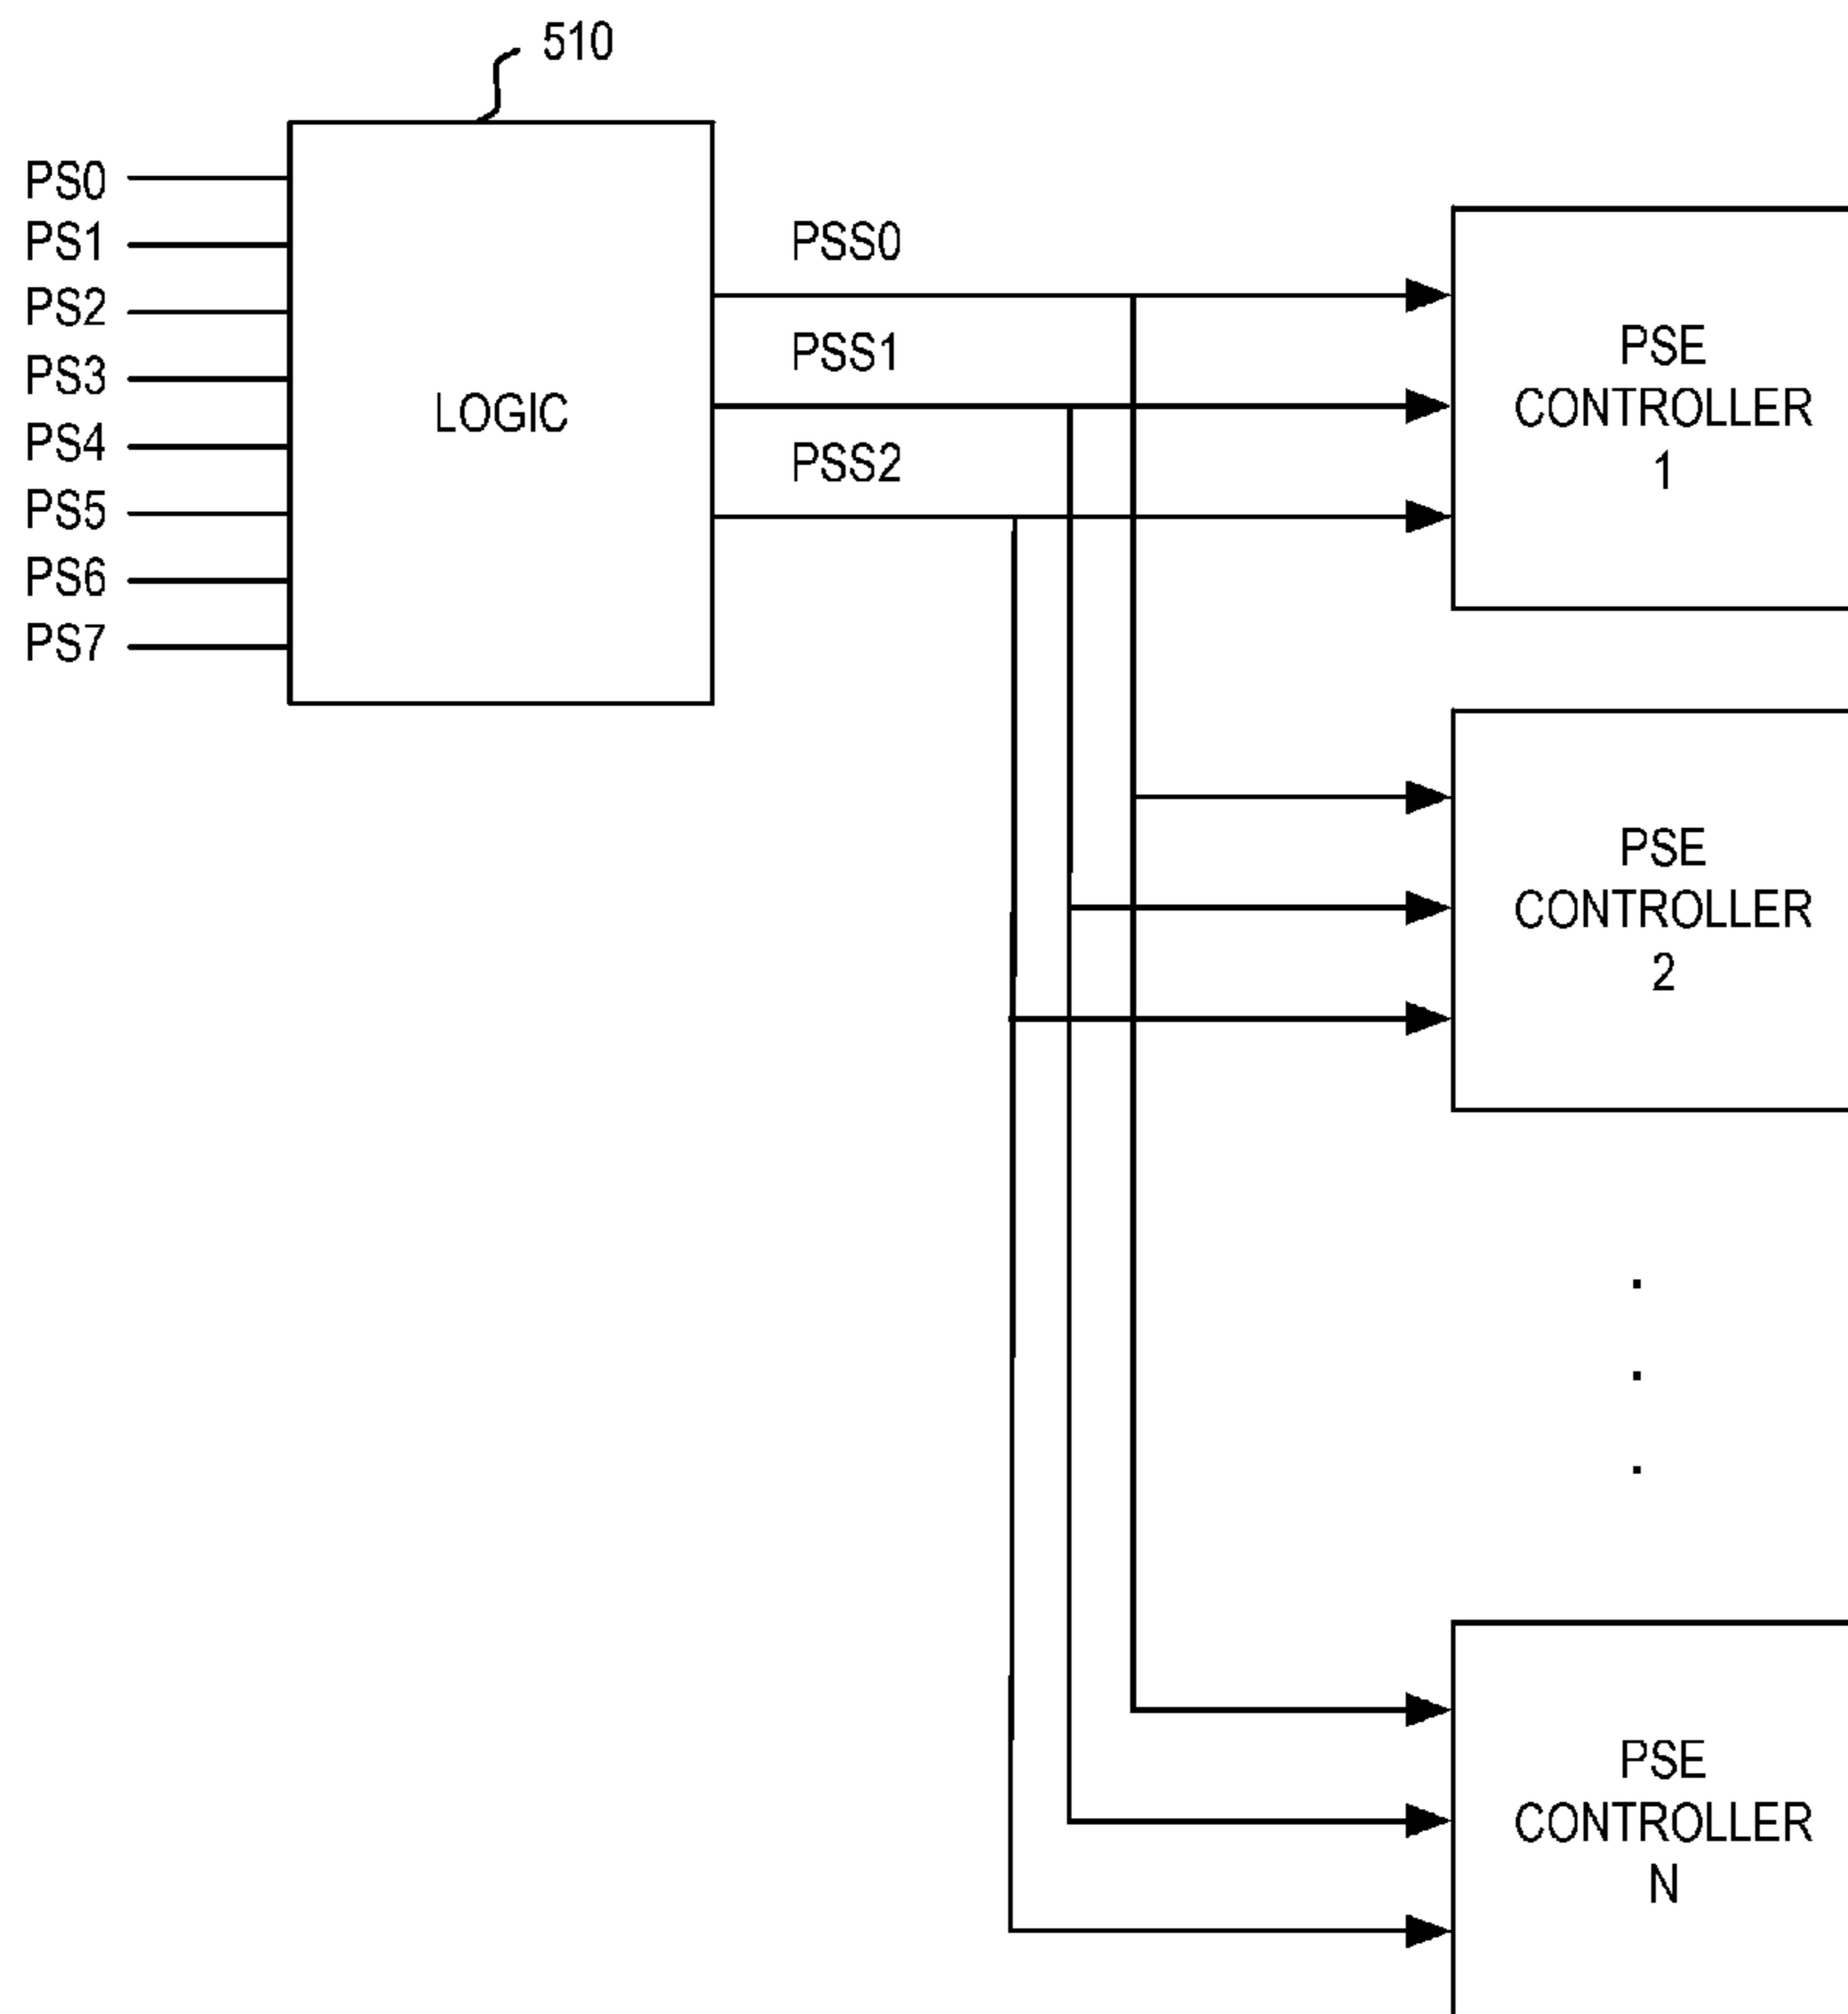 510
PS0
PS1
PS2
PS3
PS4
PS5
PS6
PS7
LOGIC
PSS0
PSS1
PSS2
PSE
CONTROLLER
1
PSE
CONTROLLER
2
PSE
CONTROLLER
N